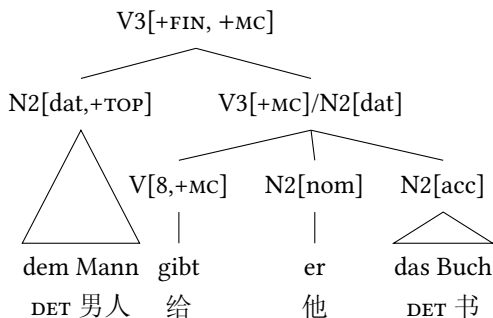 V3[+FIN, +MC]
N2[dat,+TOP] V3[+MC]/N2[dat]
V[8,+MC] N2[nom] N2[acc]
dem Mann gibt er das Buch
DET 男人 给 他 DET 书